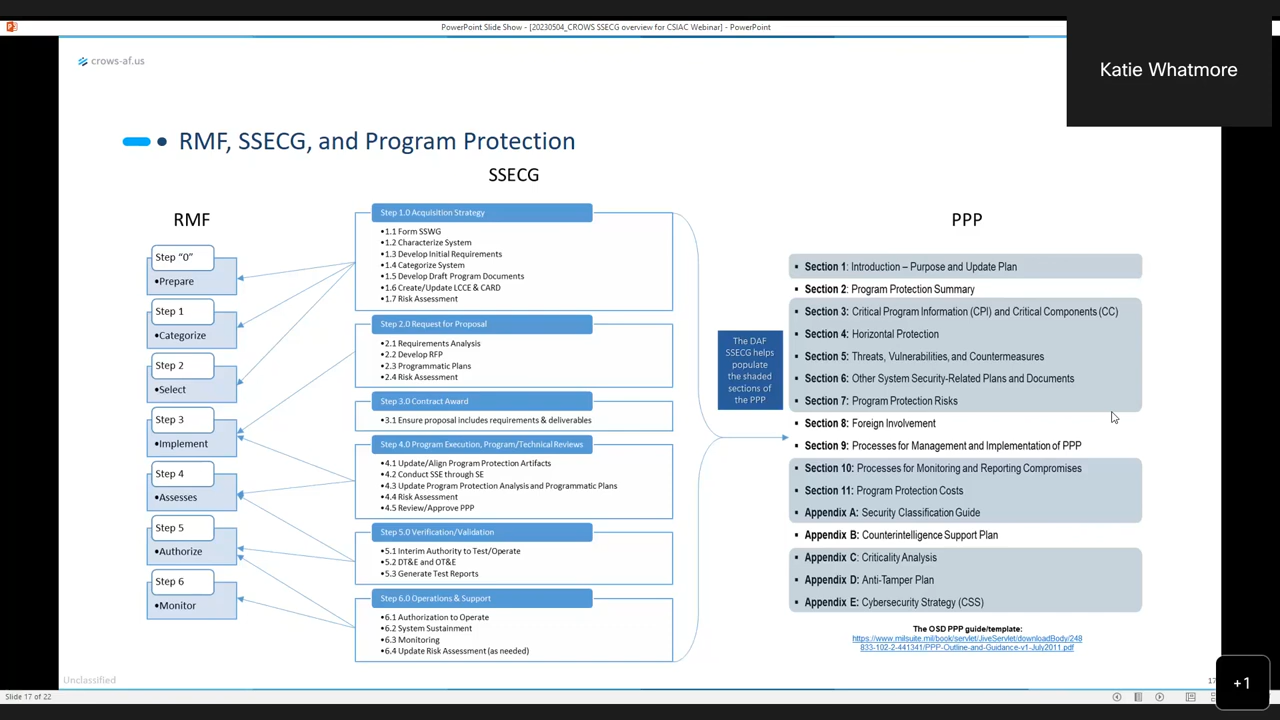 PowerPoint Slide Show - [20230504_CROWS SSECG overview for CSIAC Webinar] - PowerPoint
Katie Whatmore
crows-af.us
• RMF, SSECG, and Program Protection
SSECG
RMF
PPP
Step "0"
•Prepare
Step 1
•Categorize
Step 2
•Select
Step 3
•Implement
Step 4
•Assesses
Step 5
•Authorize
Step 6
•Monitor
Step 1.0 Acquisition Strategy
•1.1 Form SSWG
•1.2 Characterize System
•1.3 Develop Initial Requirements
•1.4 Categorize System
•1.5 Develop Draft Program Documents
•1.6 Create/Update LCCE & CARD
•1.7 Risk Assessment
Step 2.0 Request for Proposal
•2.1 Requirements Analysis
•2.2 Develop RFP
•2.3 Programmatic Plans
•2.4 Risk Assessment
Step 3.0 Contract Award
•3.1 Ensure proposal includes requirements & deliverables
Step 4.0 Program Execution, Program/Technical Reviews
•4.1 Update/Align Program Protection Artifacts
•4.2 Conduct SSE through SE
•4.3 Update Program Protection Analysis and Programmatic Plans
•4.4 Risk Assessment
•4.5 Review/Approve PPP
Step 5.0 Verification/Validation
•5.1 Interim Authority to Test/Operate
•5.2 DT&E and OT&E
•5.3 Generate Test Reports
Step 6.0 Operations & Support
•6.1 Authorization to Operate
•6.2 System Sustainment
•6.3 Monitoring
•6.4 Update Risk Assessment (as needed)
The DAF
SSECG helps
populate
the shaded
sections of
the PPP
• Section 1: Introduction – Purpose and Update Plan
• Section 2: Program Protection Summary
• Section 3: Critical Program Information (CPI) and Critical Components (CC)
• Section 4: Horizontal Protection
• Section 5: Threats, Vulnerabilities, and Countermeasures
• Section 6: Other System Security-Related Plans and Documents
• Section 7: Program Protection Risks
• Section 8: Foreign Involvement
• Section 9: Processes for Management and Implementation of PPP
• Section 10: Processes for Monitoring and Reporting Compromises
• Section 11: Program Protection Costs
• Appendix A: Security Classification Guide
• Appendix B: Counterintelligence Support Plan
• Appendix C: Criticality Analysis
• Appendix D: Anti-Tamper Plan
• Appendix E: Cybersecurity Strategy (CSS)
The OSD PPP guide/template:
https://www.milsuite.mil/book/servlet/JiveServlet/downloadBody/248
833-102-2-441341/PPP-Outline-and-Guidance-v1-July2011.pdf
Unclassified
17
Slide 17 of 22
+1